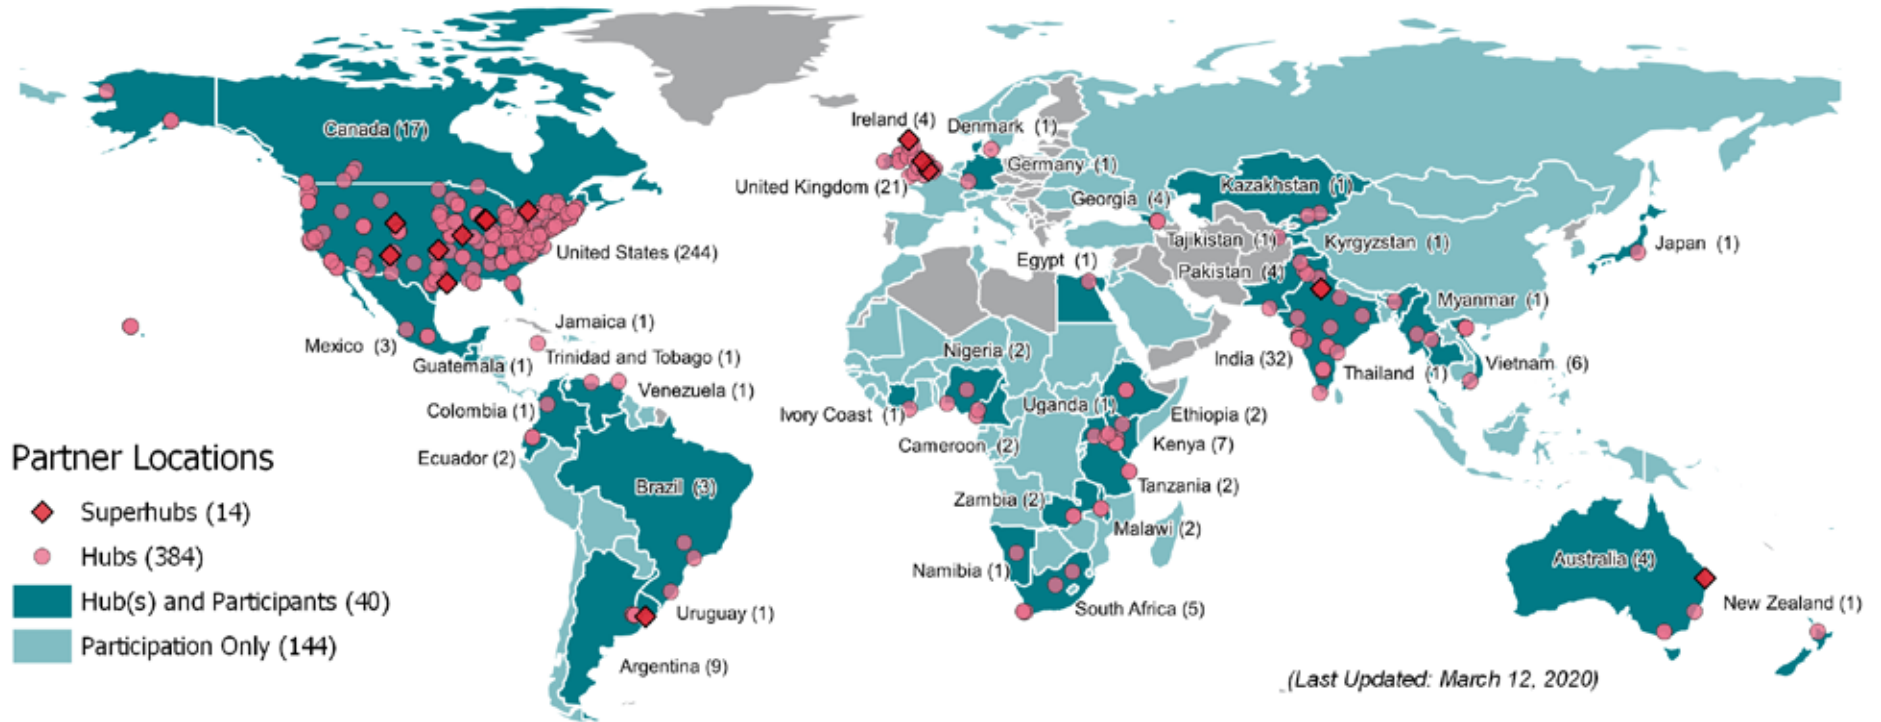 Canada (17)
Ireland (4)
Denmark (1)
Germany (1)
United Kingdom (21)
Georgia (4)
Kazakhstan (1)
United States (244)
Egypt (1)
Tajikistan (1)
Kyrgyzstan (1)
Japan (1)
Pakistan (4)
Myanmar (1)
Jamaica (1)
Mexico (3)
Guatemala (1)
Trinidad and Tobago (1)
Nigeria (2)
India (32)
Thailand (1)
Vietnam (6)
Venezuela (1)
Colombia (1)
Ivory Coast (1)
Uganda (1)
Ethiopia (2)
Cameroon (2)
Kenya (7)
Ecuador (2)
Brazil (3)
Tanzania (2)
Zambia (2)
Malawi (2)
Namibia (1)
South Africa (5)
Australia (4)
New Zealand (1)
Uruguay (1)
Argentina (9)
Partner Locations
Superhubs (14)
Hubs (384)
Hub(s) and Participants (40)
Participation Only (144)
(Last Updated: March 12, 2020)